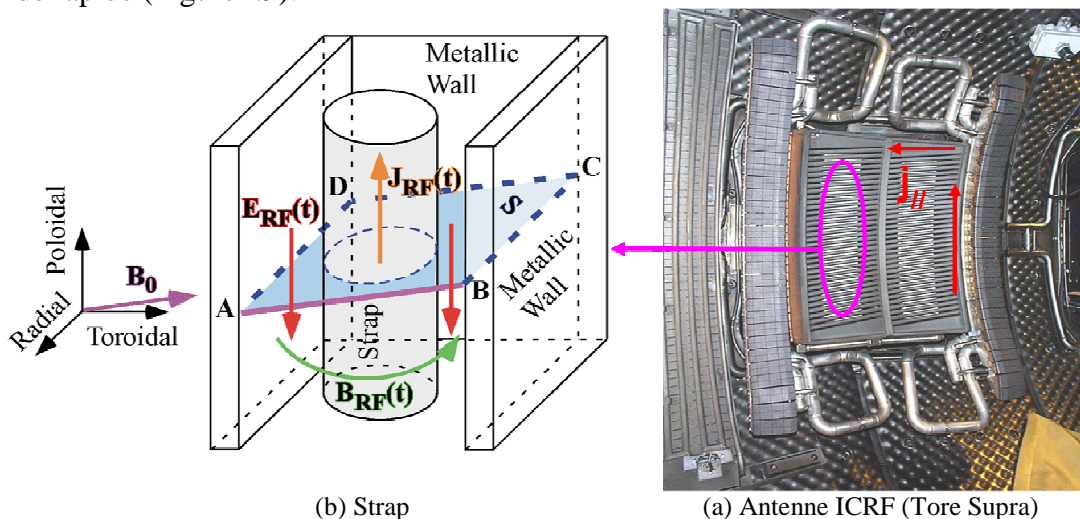 Metallic
Wall
D
J_RF(t)
C
E_RF(t)
S
Poloidal
B_0
Radial
Toroidal
A
B
Metallic
Wall
Strap
B_RF(t)
j_//
(b) Strap
(a) Antenne ICRF (Tore Supra)